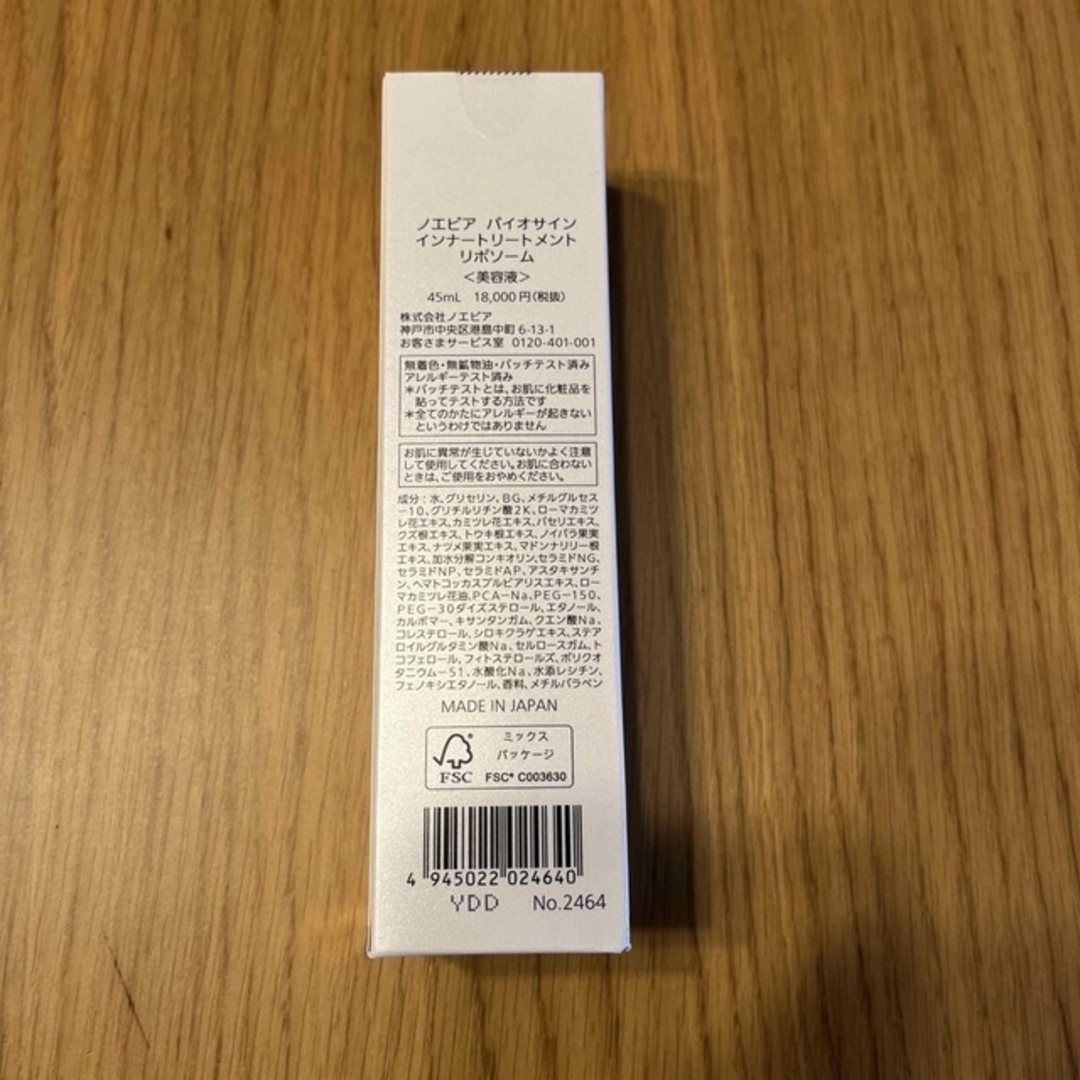 ノエビア バイオサイン
インナートリートメント
リポソーム
<美容液>
45mL 18,000円(税抜)
株式会社ノエビア
神戸市中央区港島中町6-13-1
お客さまサービス室 0120-401-001
無着色・無鉱物油・パッチテスト済み
アレルギーテスト済み
*パッチテストとは、お肌に化粧品を
貼ってテストする方法です
*全てのかたにアレルギーが起きない
というわけではありません
お肌に異常が生じていないかよく注意
して使用してください。お肌に合わない
ときは、ご使用をおやめください。
成分:水、グリセリン、BG、メチルグルセス
-10、グリチルリチン酸2K、ローマカミツ
レ花エキス、カミツレ花エキス、パセリエキス、
クズ根エキス、トウキ根エキス、ノイバラ果実
エキス、ナツメ果実エキス、マドンナリリー根
エキス、加水分解コンキオリン、セラミドNG、
セラミドNP、セラミドAP、アスタキサンチ
ン、ヘマトコッカスプルビアリスエキス、ロー
マカミツレ花油、PCA-Na、PEG-150、
PEG-30ダイズステロール、エタノール、
カルボマー、キサンタンガム、クエン酸Na、
コレステロール、シロキクラゲエキス、ステア
ロイルグルタミン酸Na、セルロースガム、ト
コフェロール、フィトステロールズ、ポリクオ
タニウム-51、水酸化Na、水添レシチン、
フェノキシエタノール、香料、メチルパラベン
MADE IN JAPAN
ミックス
パッケージ
FSC FSC® C003630
4 945022 024640
YDD No.2464